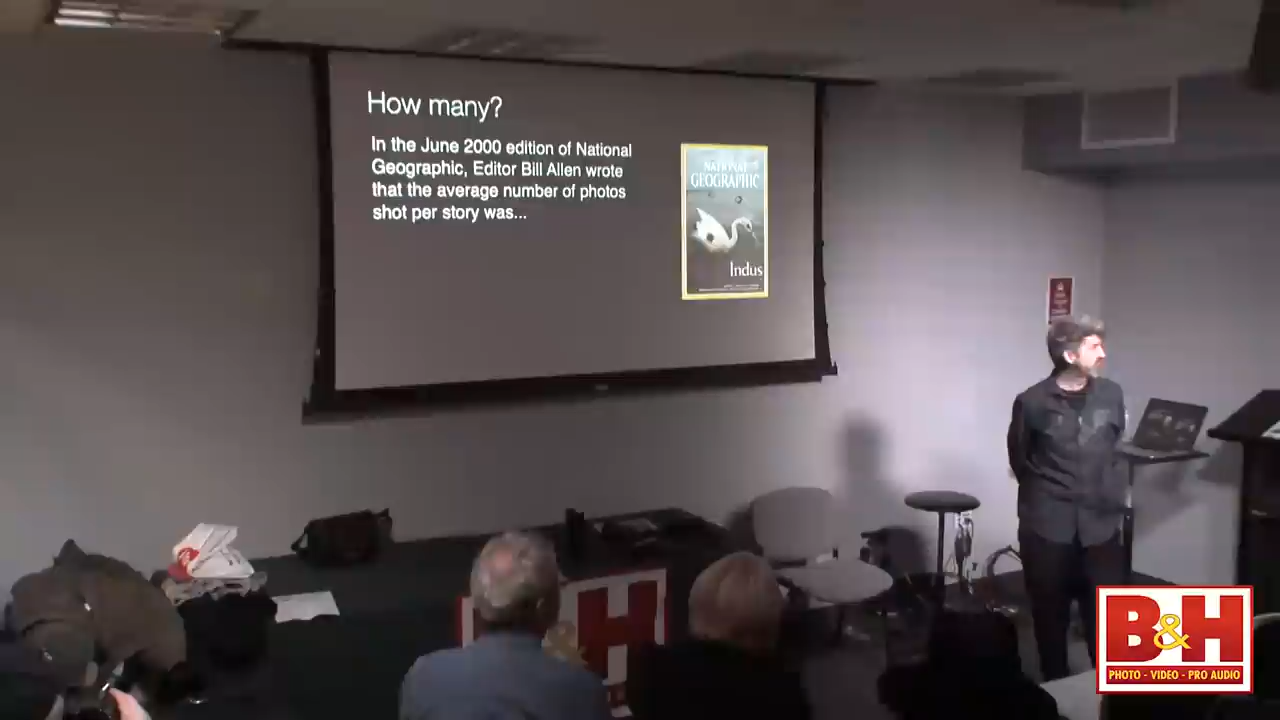 How many?
In the June 2000 edition of National
Geographic, Editor Bill Allen wrote
that the average number of photos
shot per story was...
NATIONAL
GEOGRAPHIC
Indus
B&H
B&H
PHOTO - VIDEO - PRO AUDIO